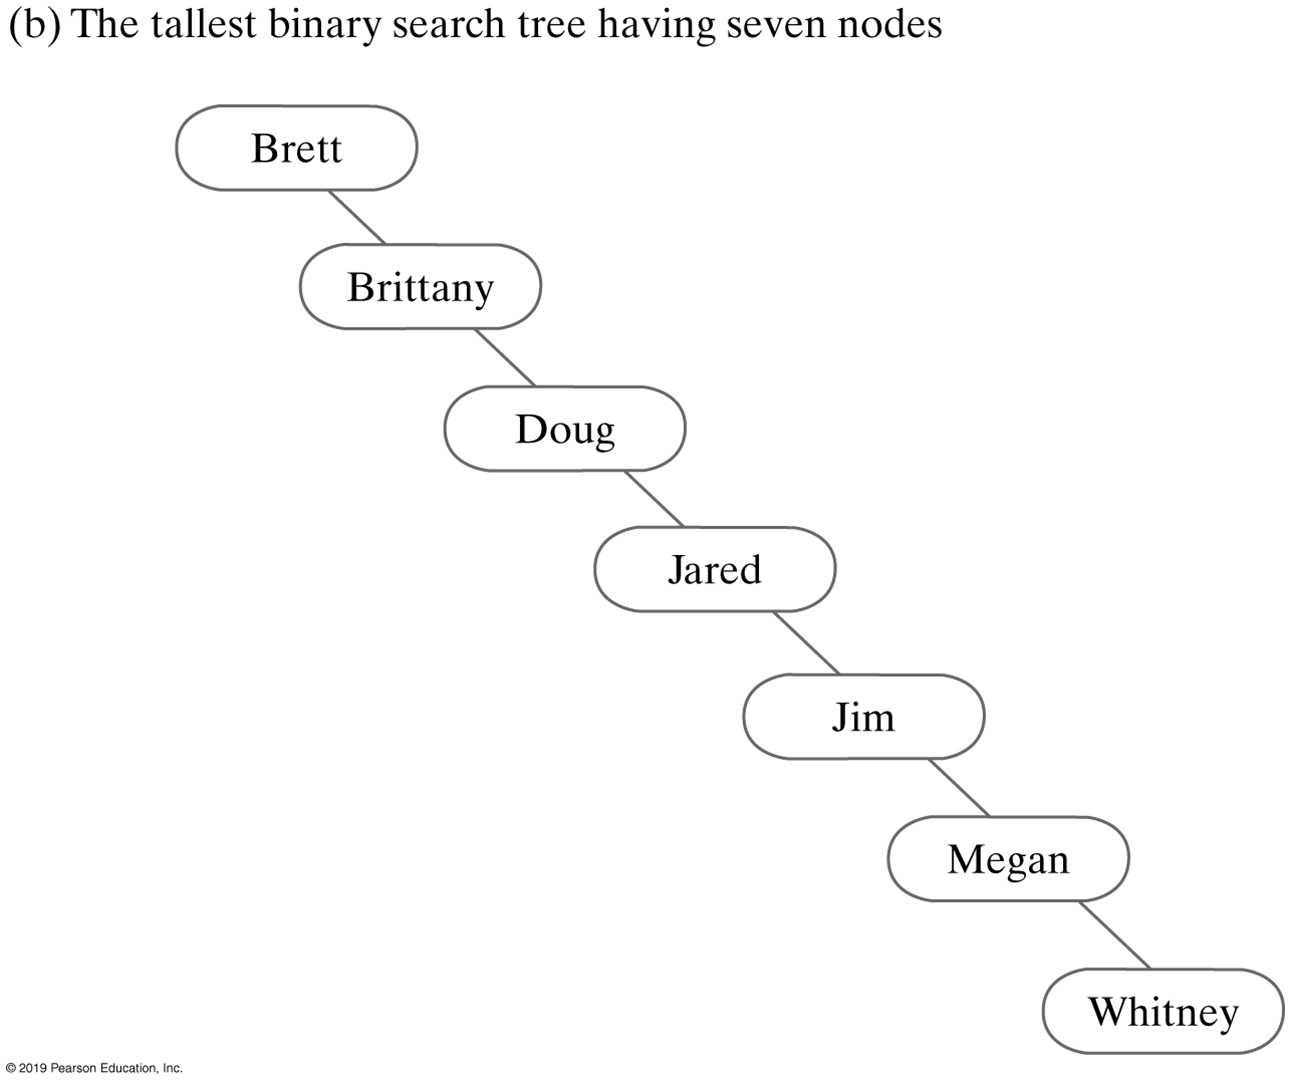 (b) The tallest binary search tree having seven nodes
Brett
Brittany
Doug
Jared
Jim
Megan
Whitney
© 2019 Pearson Education, Inc.